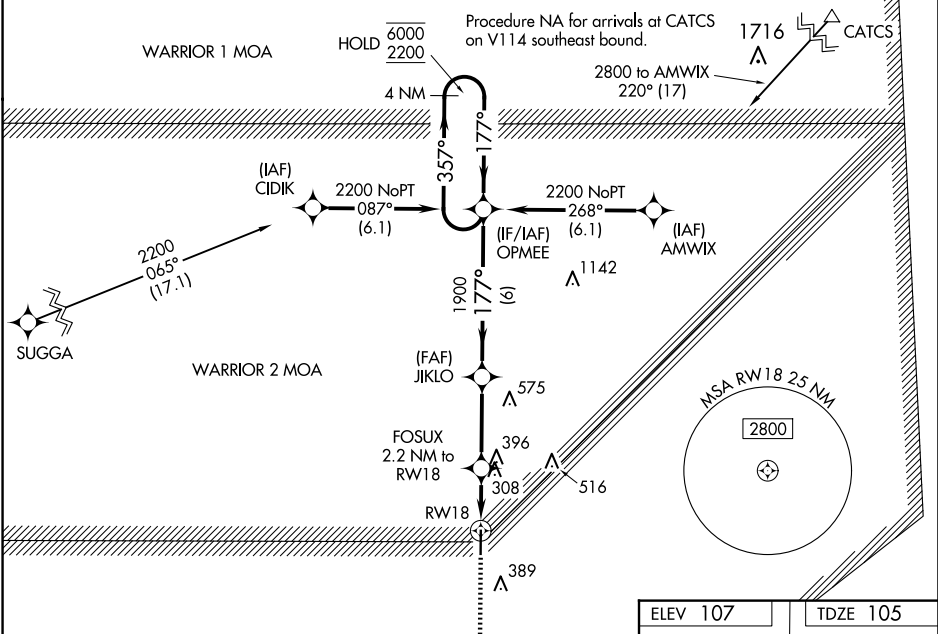 Procedure NA for arrivals at CATCS
on V114 southeast bound.
WARRIOR 1 MOA
HOLD 6000
2200
4 NM
1716
CATCS
2800 to AMWIX
220° (17)
357°
177°
(IAF)
CIDIK
2200 NoPT
087°
(6.1)
2200 NoPT
268°
(6.1)
(IF/IAF)
OPMEE
(IAF)
AMWIX
2200
065°
(17.1)
SUGGA
1142
1900
177°
(6)
WARRIOR 2 MOA
(FAF)
JIKLO
575
MSA RW18 25 NM
2800
FOSUX
2.2 NM to
RW18
396
308
516
RW18
389
ELEV 107
TDZE 105